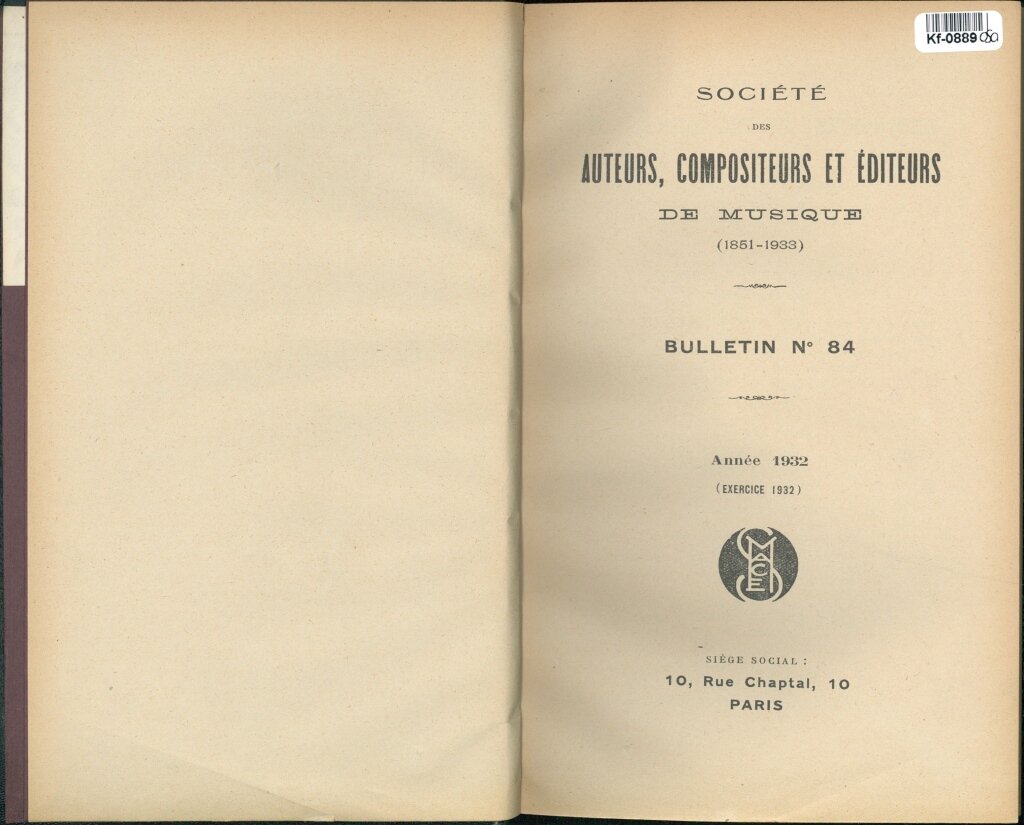 Kf-0889
SOCIÉTÉ
DES
AUTEURS, COMPOSITEURS ET ÉDITEURS
DE MUSIQUE
(1851-1933)
BULLETIN N° 84
Année 1932
(EXERCICE 1932)
SACEM
SIÈGE SOCIAL :
10, Rue Chaptal, 10
PARIS